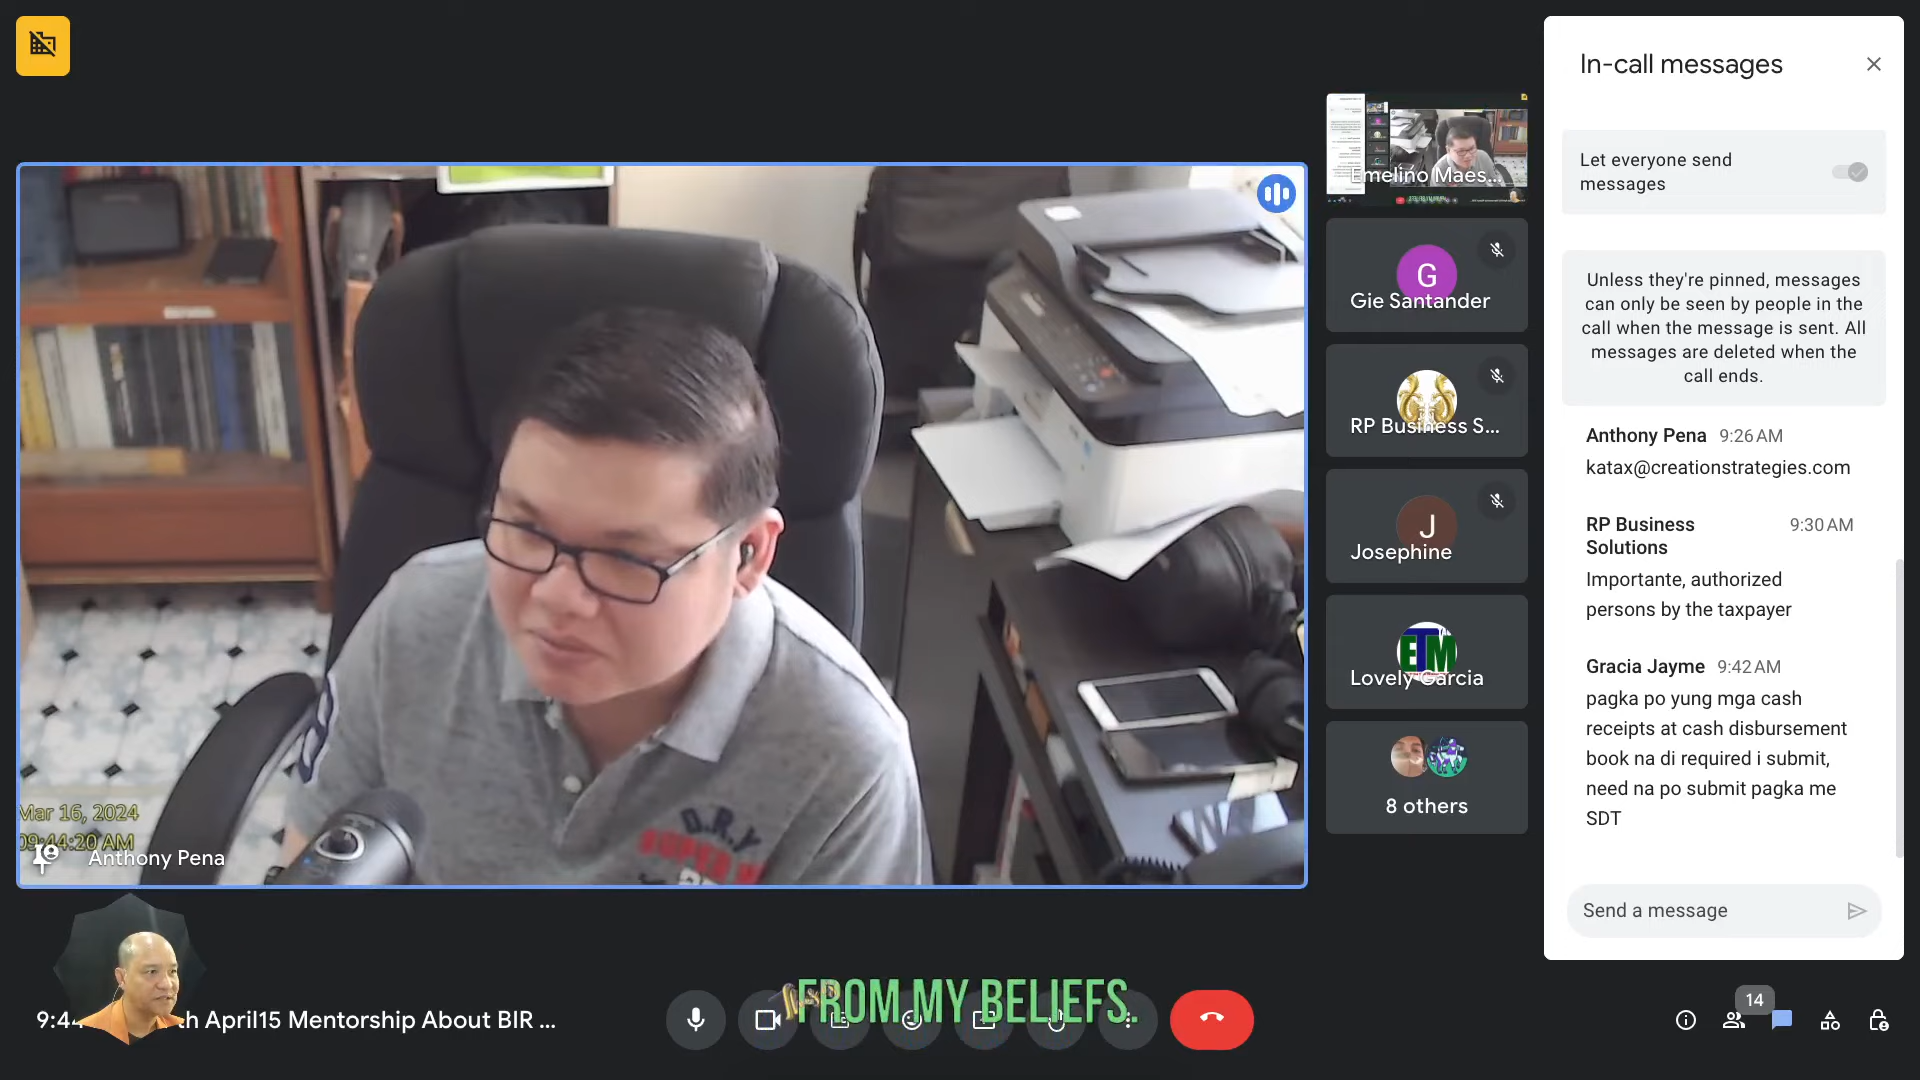 In-call messages
Let everyone send
messages
Unless they're pinned, messages
can only be seen by people in the
call when the message is sent. All
messages are deleted when the
call ends.
Anthony Pena 9:26 AM
katax@creationstrategies.com
RP Business
Solutions
9:30 AM
Importante, authorized
persons by the taxpayer
Gracia Jayme 9:42 AM
pagka po yung mga cash
receipts at cash disbursement
book na di required i submit,
need na po submit pagka me
SDT
Send a message
Emelino Maes...
G
Gie Santander
RP Business S...
J
Josephine
ETM
Lovely Garcia
8 others
Mar 16, 2024
09:44:20 AM
Anthony Pena
D.R.Y
9:44
April15 Mentorship About BIR ...
FROM MY BELIEFS.
14